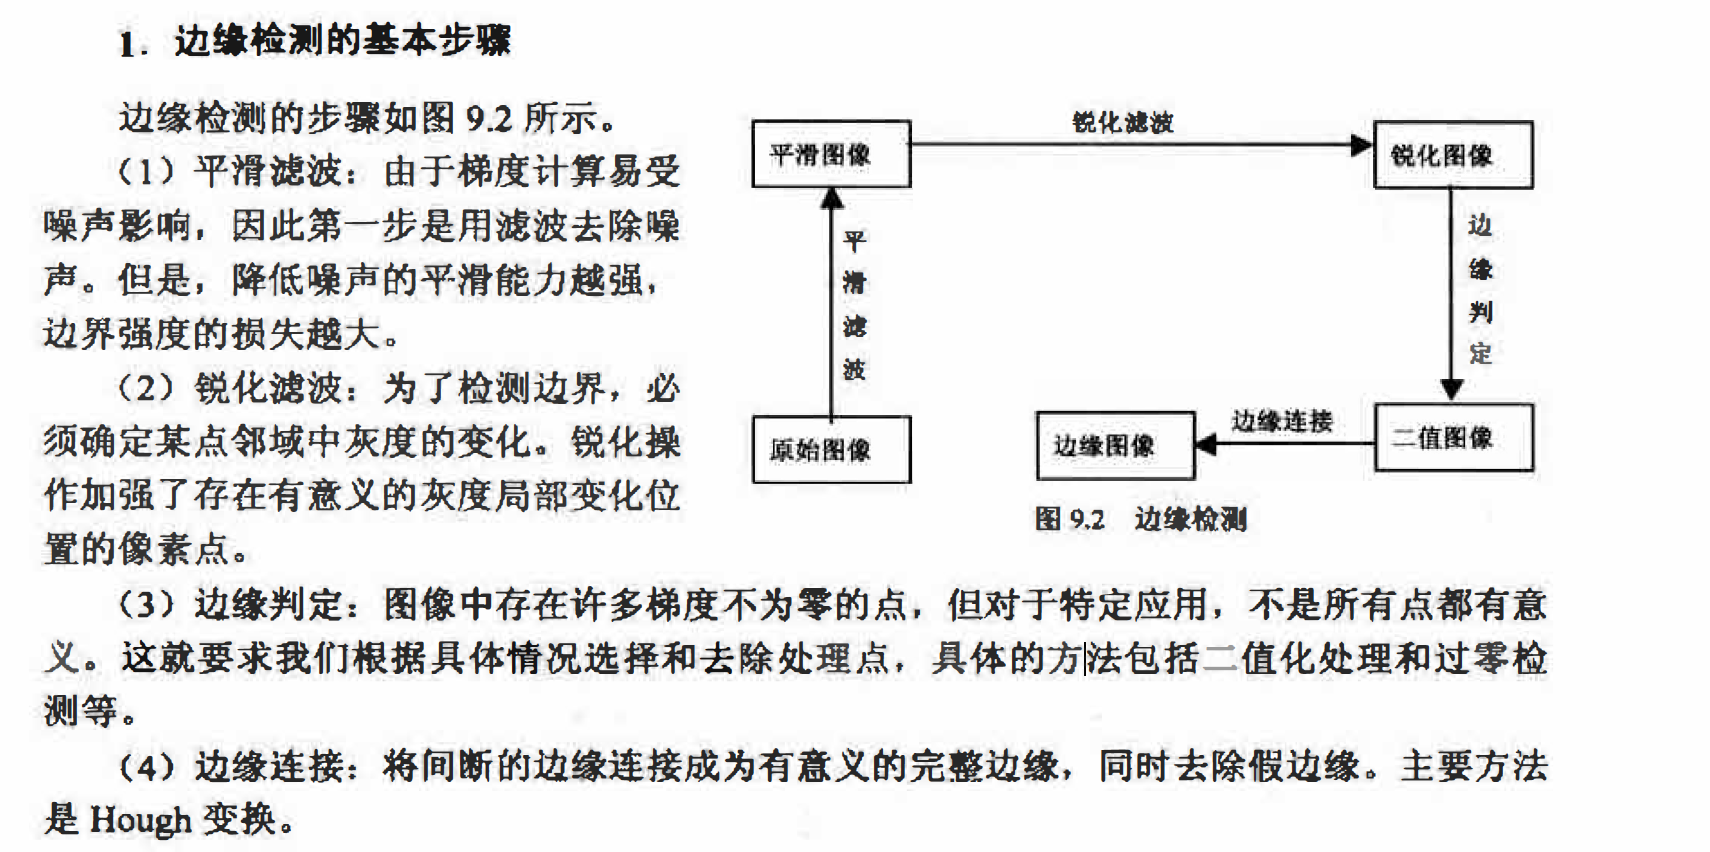 1. 边缘检测的基本步骤
边缘检测的步骤如图 9.2 所示。
（1）平滑滤波：由于梯度计算易受
噪声影响，因此第一步是用滤波去除噪
声。但是，降低噪声的平滑能力越强，
边界强度的损失越大。
（2）锐化滤波：为了检测边界，必
须确定某点邻域中灰度的变化。锐化操
作加强了存在有意义的灰度局部变化位
置的像素点。
平滑图像
锐化滤波
锐化图像
平滑滤波
边缘判定
原始图像
边缘图像
边缘连接
二值图像
图 9.2 边缘检测
（3）边缘判定：图像中存在许多梯度不为零的点，但对于特定应用，不是所有点都有意
义。这就要求我们根据具体情况选择和去除处理点，具体的方法包括二值化处理和过零检
测等。
（4）边缘连接：将间断的边缘连接成为有意义的完整边缘，同时去除假边缘。主要方法
是 Hough 变换。